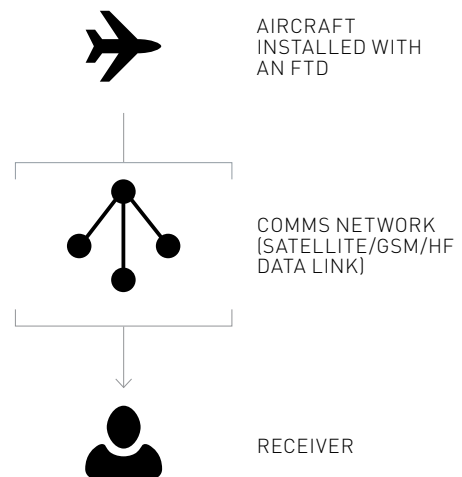 AIRCRAFT
INSTALLED WITH
AN FTD
COMMS NETWORK
(SATELLITE/GSM/HF
DATA LINK)
RECEIVER